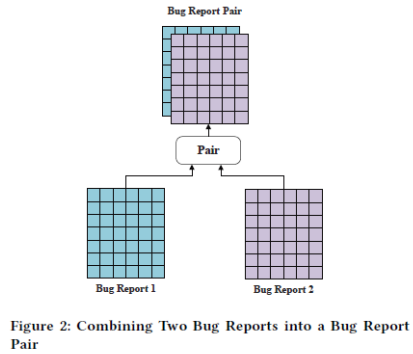 Bug Report Pair
Pair
Bug Report 1
Bug Report 2
Figure 2: Combining Two Bug Reports into a Bug Report
Pair